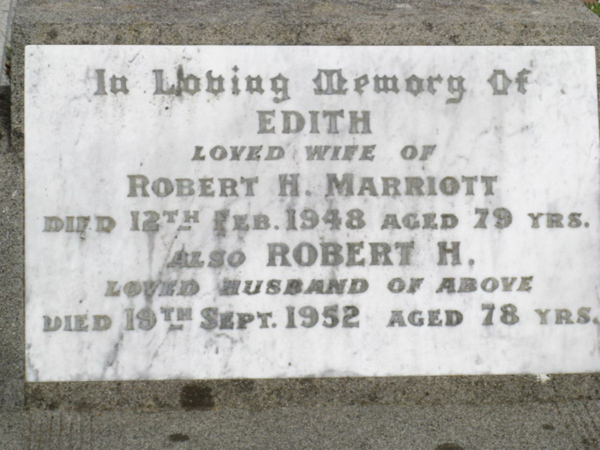 In Loving Memory Of
EDITH
LOVED WIFE OF
ROBERT H. MARRIOTT
DIED 12TH FEB. 1948 AGED 79 YRS.
ALSO ROBERT H.
LOVED HUSBAND OF ABOVE
DIED 19TH SEPT. 1952 AGED 78 YRS.